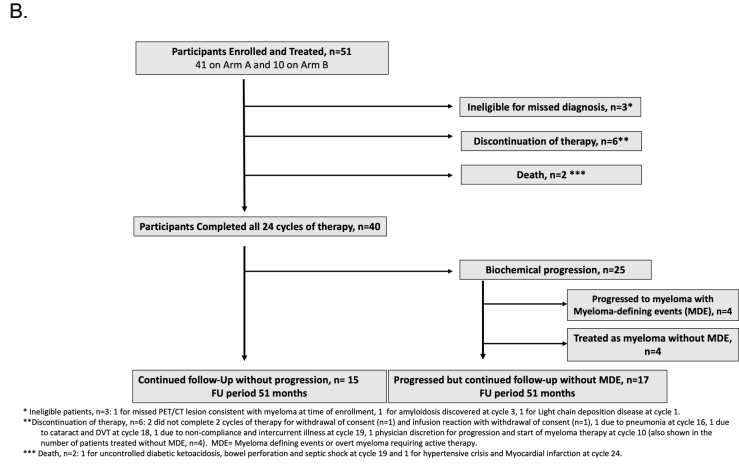 B.
Participants Enrolled and Treated, n=51
41 on Arm A and 10 on Arm B
Ineligible for missed diagnosis, n=3*
Discontinuation of therapy, n=6**
Death, n=2 ***
Participants Completed all 24 cycles of therapy, n=40
Biochemical progression, n=25
Progressed to myeloma with
Myeloma-defining events (MDE), n=4
Treated as myeloma without MDE,
n=4
Continued follow-Up without progression, n= 15
FU period 51 months
Progressed but continued follow-up without MDE, n=17
FU period 51 months
* Ineligible patients, n=3: 1 for missed PET/CT lesion consistent with myeloma at time of enrollment, 1 for amyloidosis discovered at cycle 3, 1 for Light chain deposition disease at cycle 1.
**Discontinuation of therapy, n=6: 2 did not complete 2 cycles of therapy for withdrawal of consent (n=1) and infusion reaction with withdrawal of consent (n=1), 1 due to pneumonia at cycle 16, 1 due
to cataract and DVT at cycle 18, 1 due to non-compliance and intercurrent illness at cycle 19, 1 physician discretion for progression and start of myeloma therapy at cycle 10 (also shown in the
number of patients treated without MDE, n=4). MDE= Myeloma defining events or overt myeloma requiring active therapy.
*** Death, n=2: 1 for uncontrolled diabetic ketoacidosis, bowel perforation and septic shock at cycle 19 and 1 for hypertensive crisis and Myocardial infarction at cycle 24.